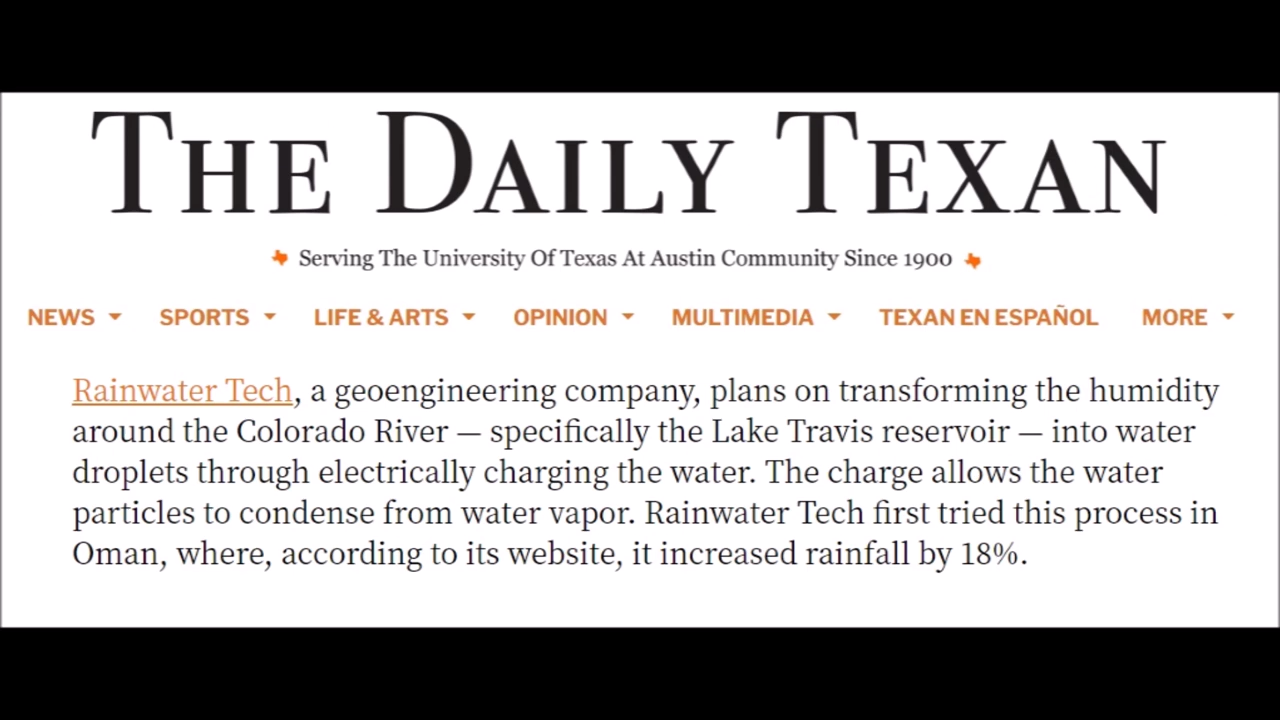 THE DAILY TEXAN
Serving The University Of Texas At Austin Community Since 1900
NEWS SPORTS LIFE & ARTS OPINION MULTIMEDIA TEXAN EN ESPAÑOL MORE
Rainwater Tech, a geoengineering company, plans on transforming the humidity
around the Colorado River — specifically the Lake Travis reservoir — into water
droplets through electrically charging the water. The charge allows the water
particles to condense from water vapor. Rainwater Tech first tried this process in
Oman, where, according to its website, it increased rainfall by 18%.